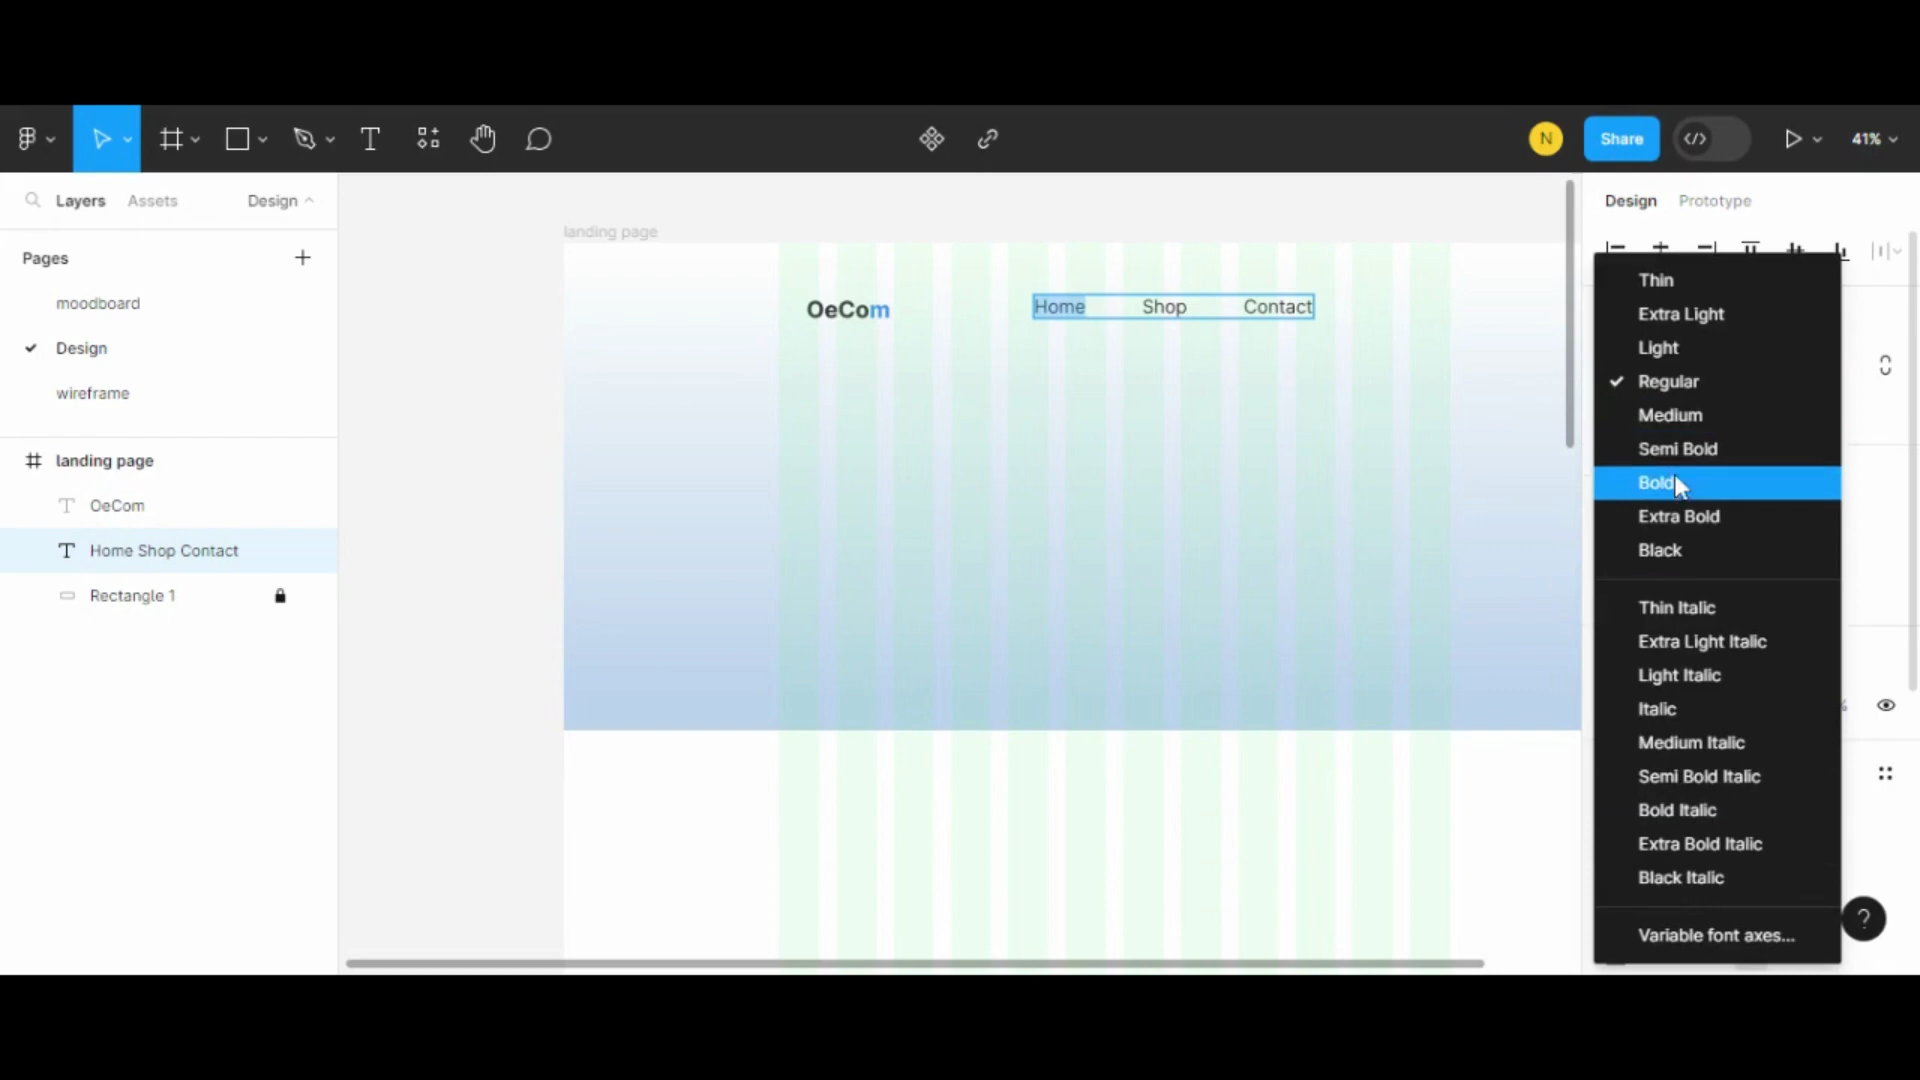 N
Share
41%
Layers
Assets
Design
Design
Prototype
Pages
moodboard
Design
wireframe
landing page
OeCom
Home Shop Contact
Rectangle 1
landing page
OeCom
Home
Shop
Contact
Thin
Extra Light
Light
Regular
Medium
Semi Bold
Bold
Extra Bold
Black
Thin Italic
Extra Light Italic
Light Italic
Italic
Medium Italic
Semi Bold Italic
Bold Italic
Extra Bold Italic
Black Italic
Variable font axes...
?